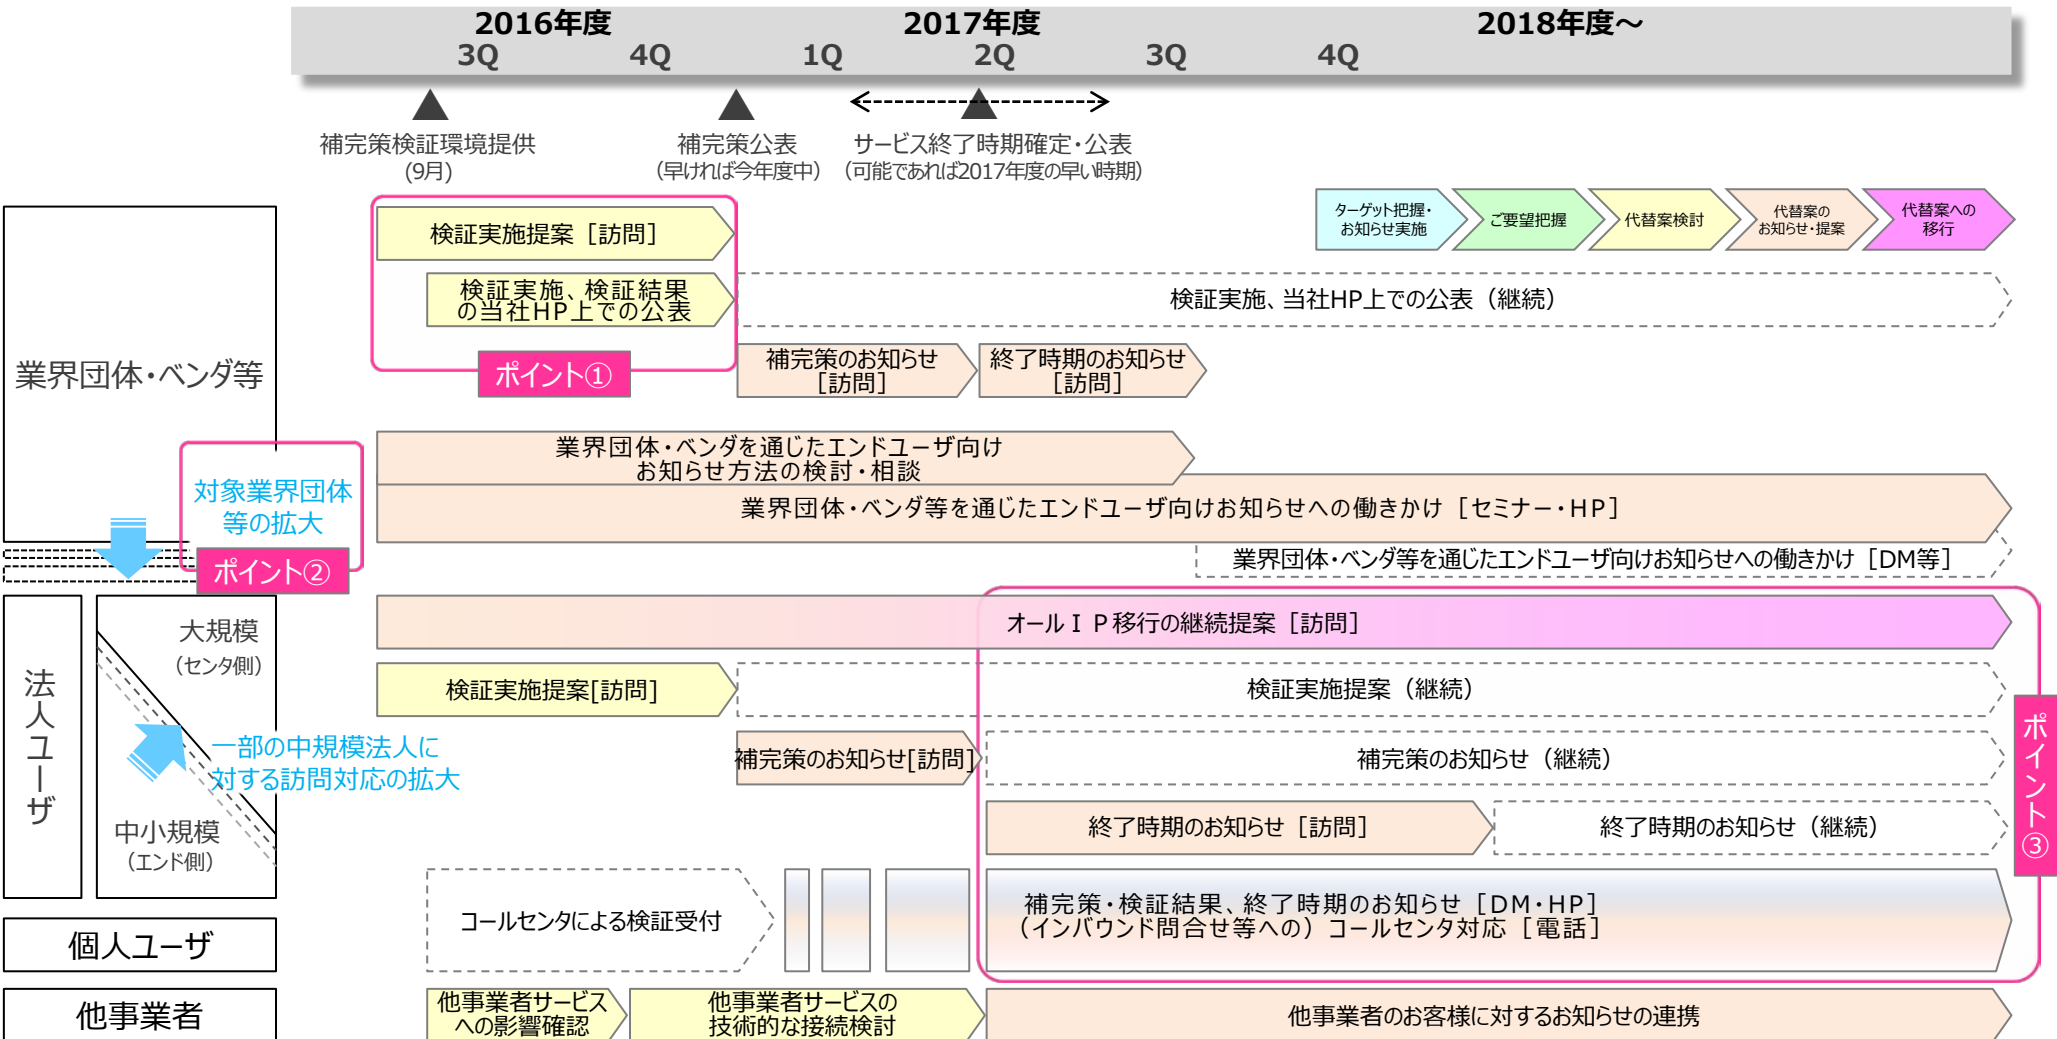 2016年度
2017年度
2018年度～
3Q
4Q
1Q
2Q
3Q
4Q
補完策検証環境提供
(9月)
補完策公表
（早ければ今年度中）
サービス終了時期確定・公表
（可能であれば2017年度の早い時期）
ターゲット把握・
お知らせ実施
ご要望把握
代替案検討
代替案の
お知らせ・提案
代替案への
移行
業界団体・ベンダ等
検証実施提案［訪問］
検証実施、検証結果
の当社HP上での公表
検証実施、当社HP上での公表（継続）
ポイント①
補完策のお知らせ
［訪問］
終了時期のお知らせ
［訪問］
業界団体・ベンダを通じたエンドユーザ向け
お知らせ方法の検討・相談
対象業界団体
等の拡大
業界団体・ベンダ等を通じたエンドユーザ向けお知らせへの働きかけ［セミナー・HP］
ポイント②
業界団体・ベンダ等を通じたエンドユーザ向けお知らせへの働きかけ［DM等］
法人ユーザ
大規模
（センタ側）
一部の中規模法人に
対する訪問対応の拡大
中小規模
（エンド側）
オールＩＰ移行の継続提案［訪問］
検証実施提案[訪問]
検証実施提案（継続）
補完策のお知らせ[訪問]
補完策のお知らせ（継続）
終了時期のお知らせ［訪問］
終了時期のお知らせ（継続）
ポイント③
コールセンタによる検証受付
補完策・検証結果、終了時期のお知らせ［DM・HP］
（インバウンド問合せ等への）コールセンタ対応［電話］
個人ユーザ
他事業者
他事業者サービス
への影響確認
他事業者サービスの
技術的な接続検討
他事業者のお客様に対するお知らせの連携